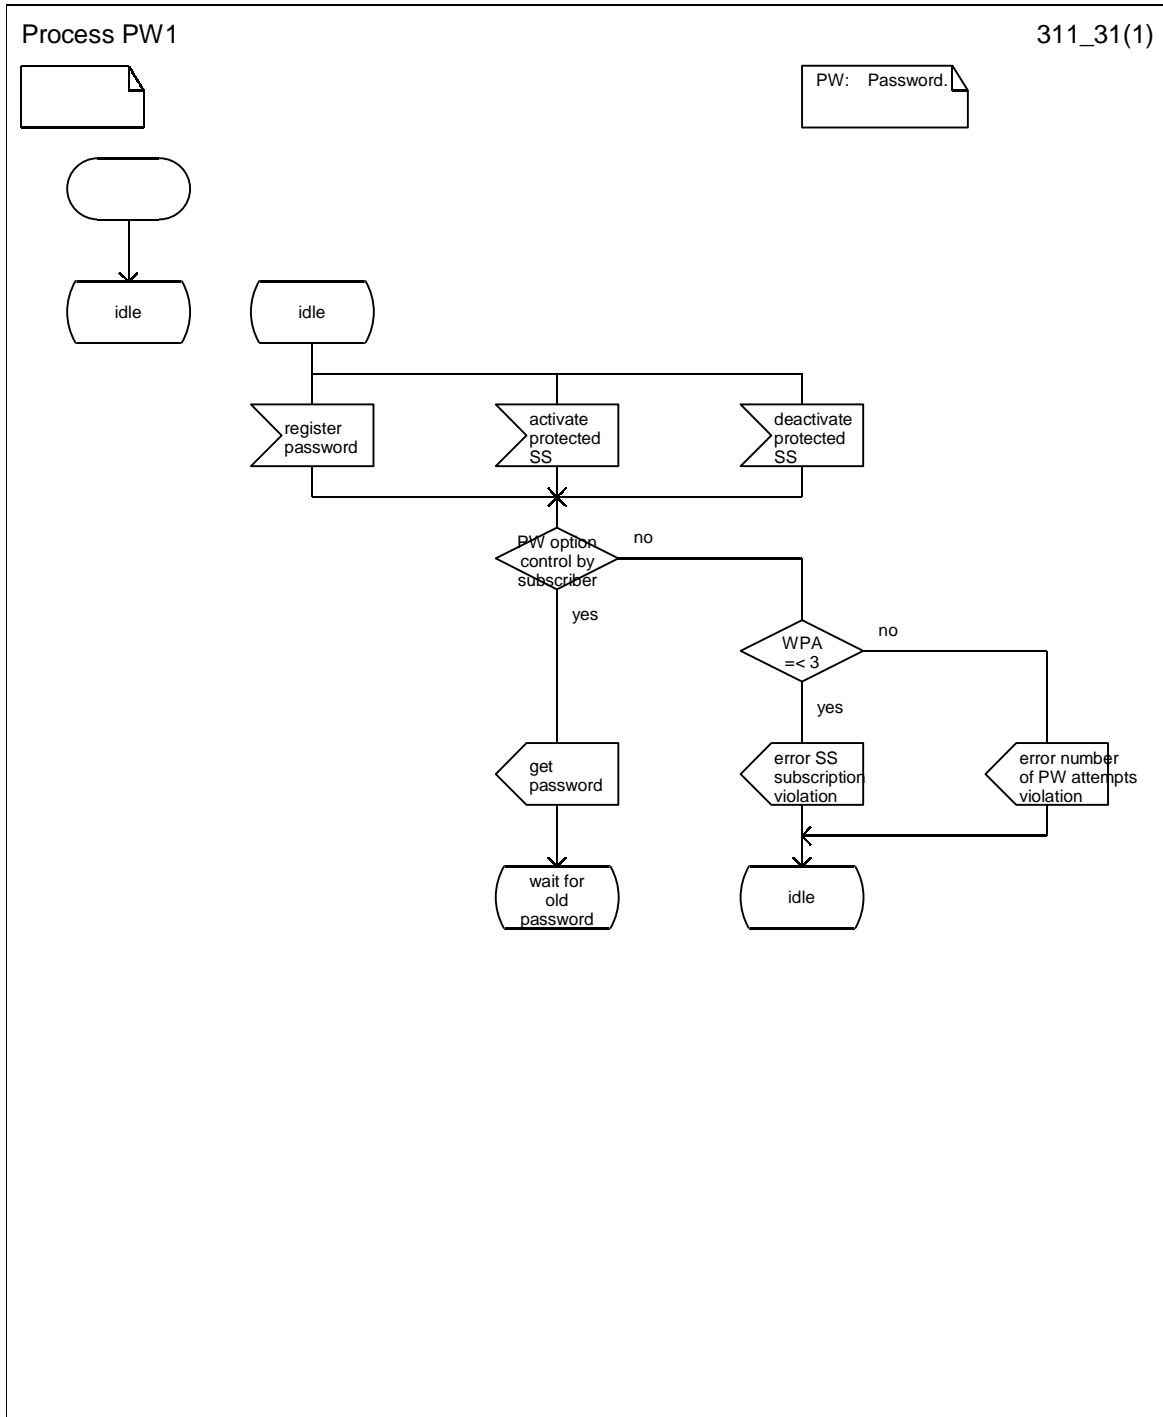 Process PW1
311_31(1)
PW: Password.
idle
idle
register
password
activate
protected
SS
deactivate
protected
SS
PW option
control by
subscriber
no
yes
WPA
=< 3
no
yes
get
password
error SS
subscription
violation
error number
of PW attempts
violation
wait for
old
password
idle